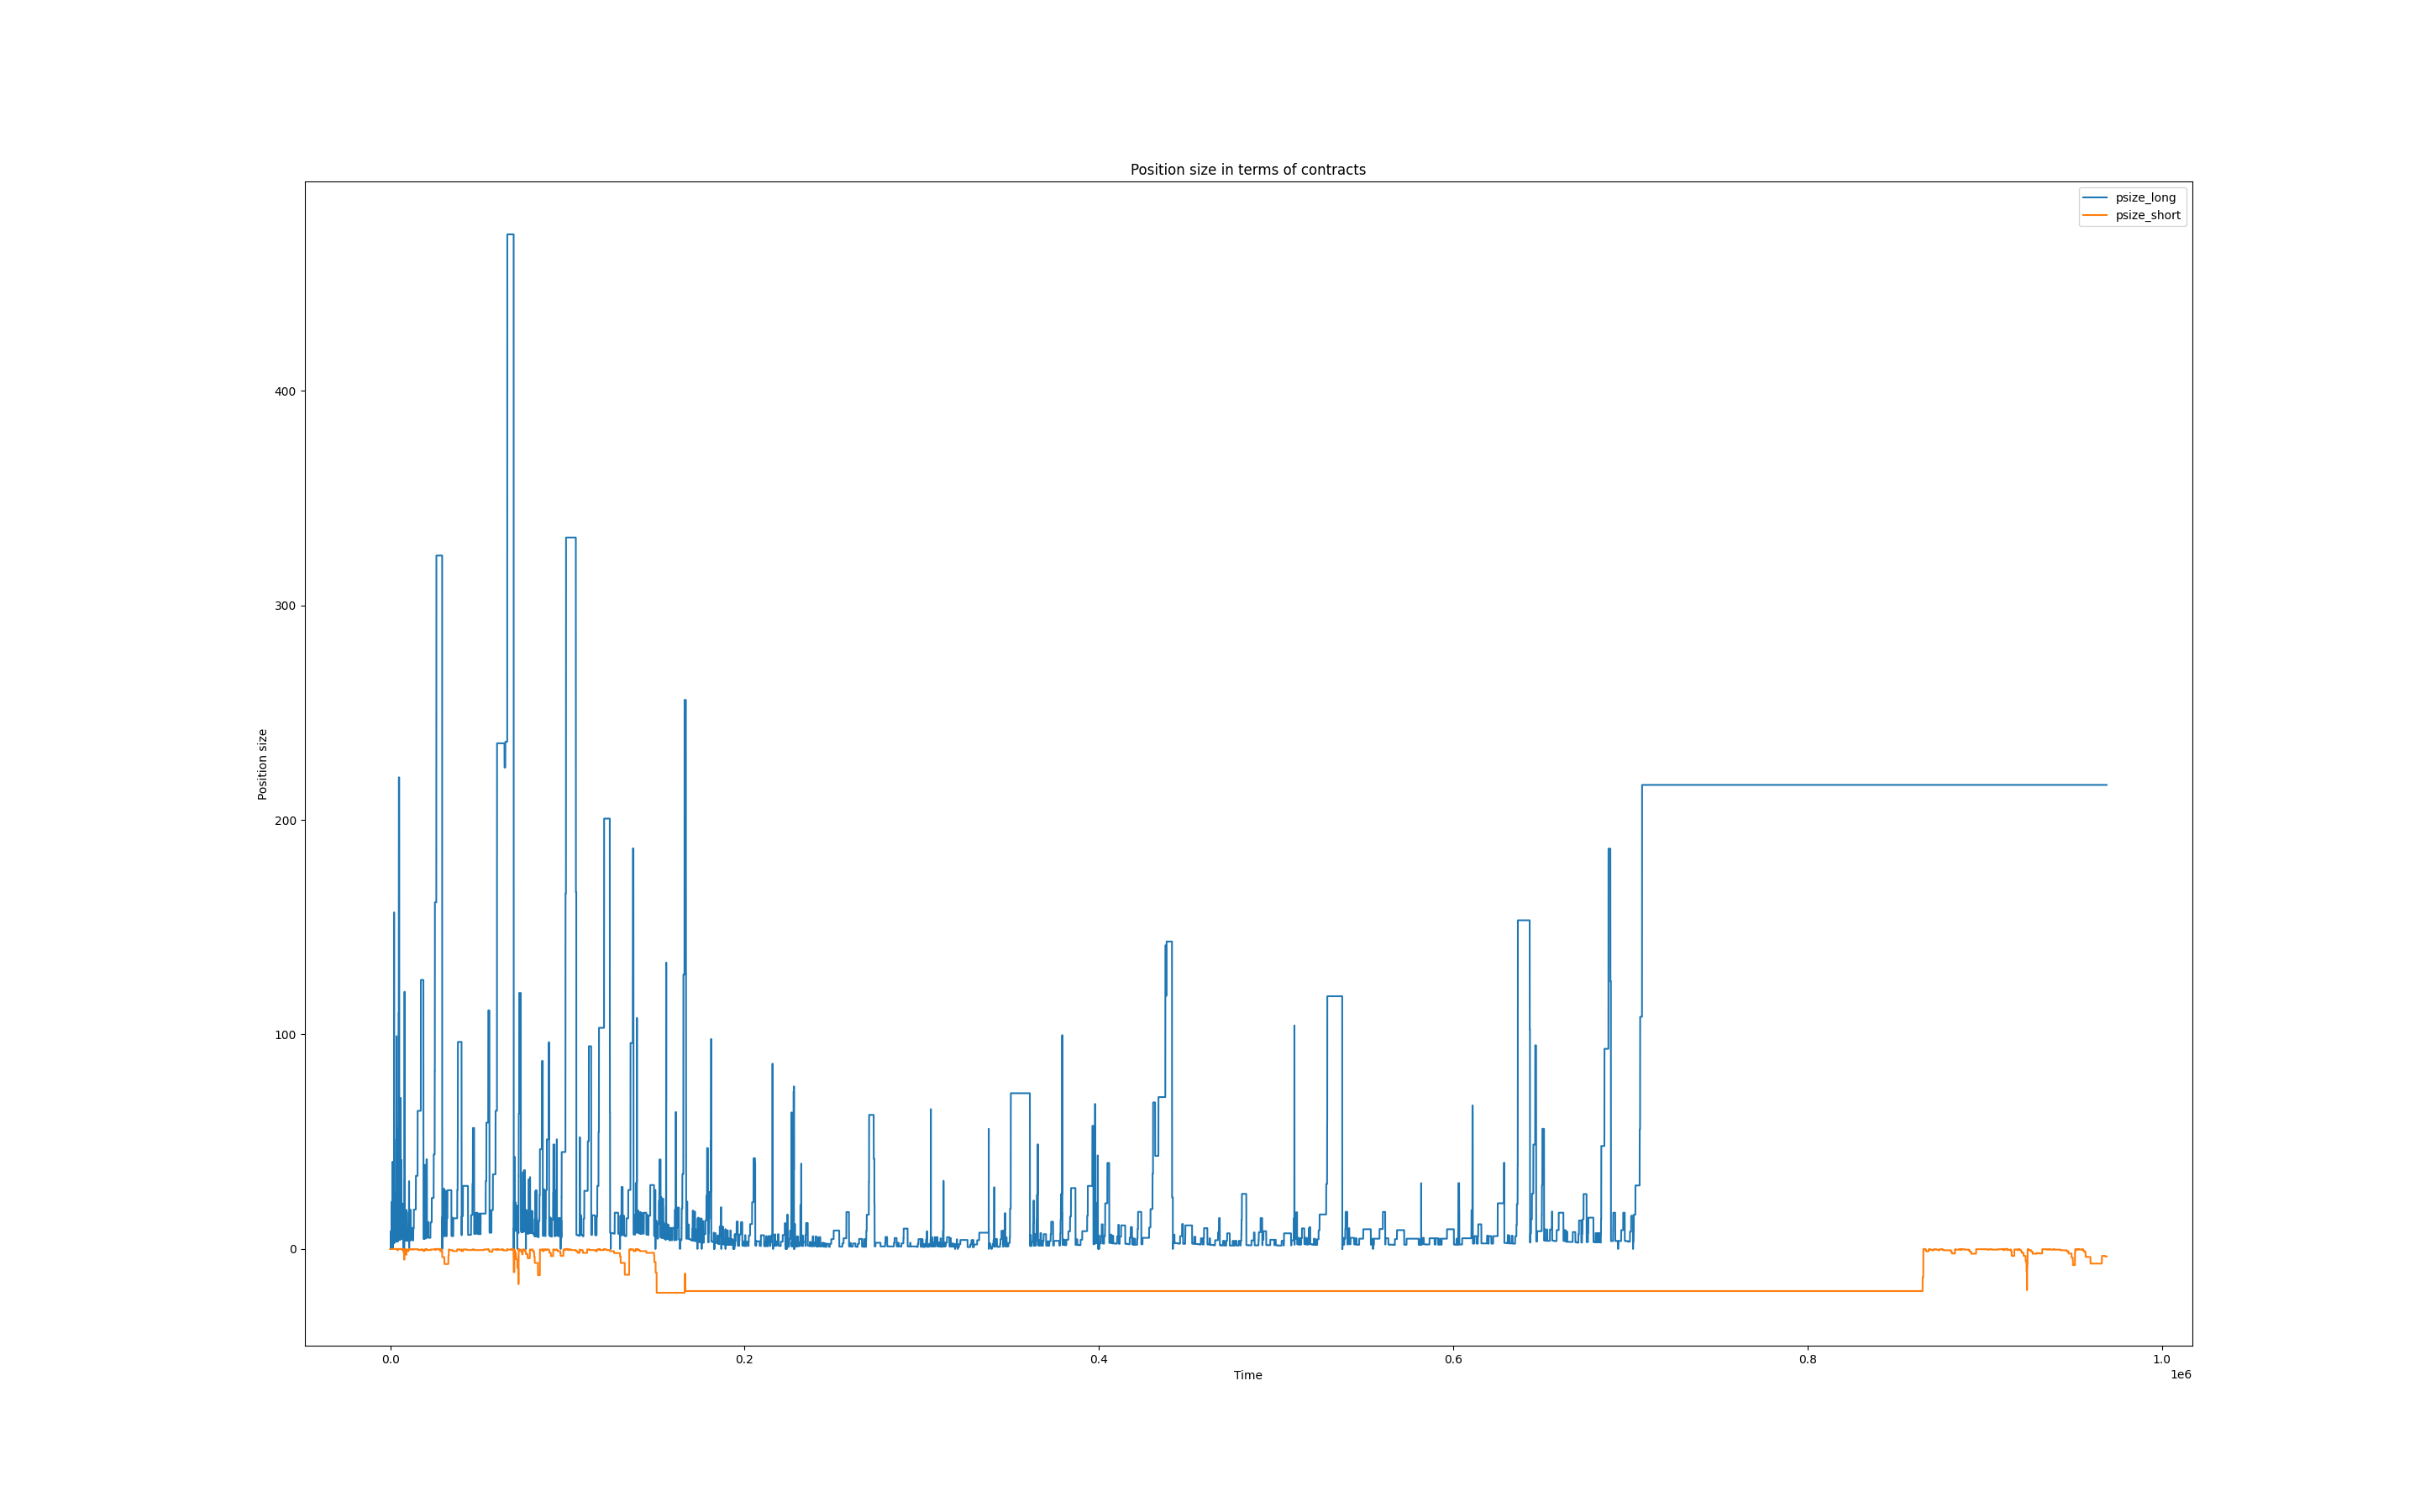 Position size in terms of contracts
psize_long
psize_short
Position size
400
300
200
100
0
0.0
0.2
0.4
0.6
0.8
1.0
1e6
Time